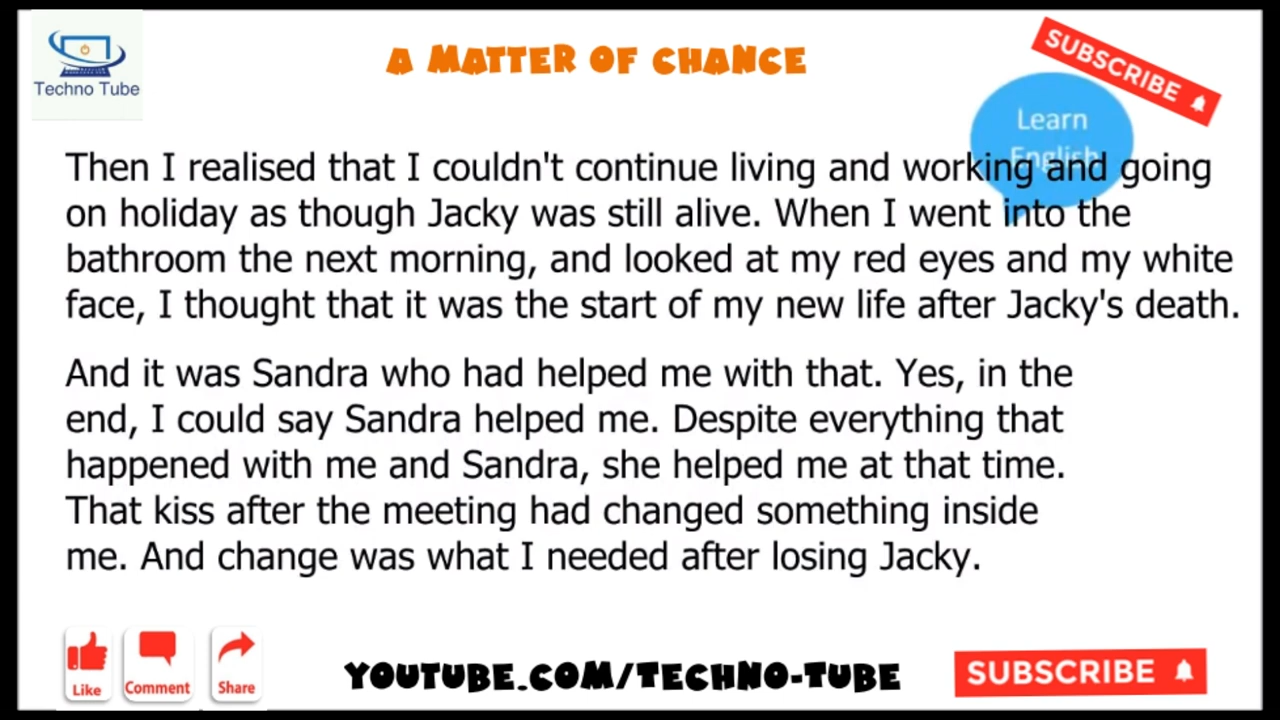 Techno Tube
A MATTER OF CHANCE
SUBSCRIBE
Learn
English
Then I realised that I couldn't continue living and working and going
on holiday as though Jacky was still alive. When I went into the
bathroom the next morning, and looked at my red eyes and my white
face, I thought that it was the start of my new life after Jacky's death.
And it was Sandra who had helped me with that. Yes, in the
end, I could say Sandra helped me. Despite everything that
happened with me and Sandra, she helped me at that time.
That kiss after the meeting had changed something inside
me. And change was what I needed after losing Jacky.
Like
Comment
Share
YOUTUBE.COM/TECHNO-TUBE
SUBSCRIBE